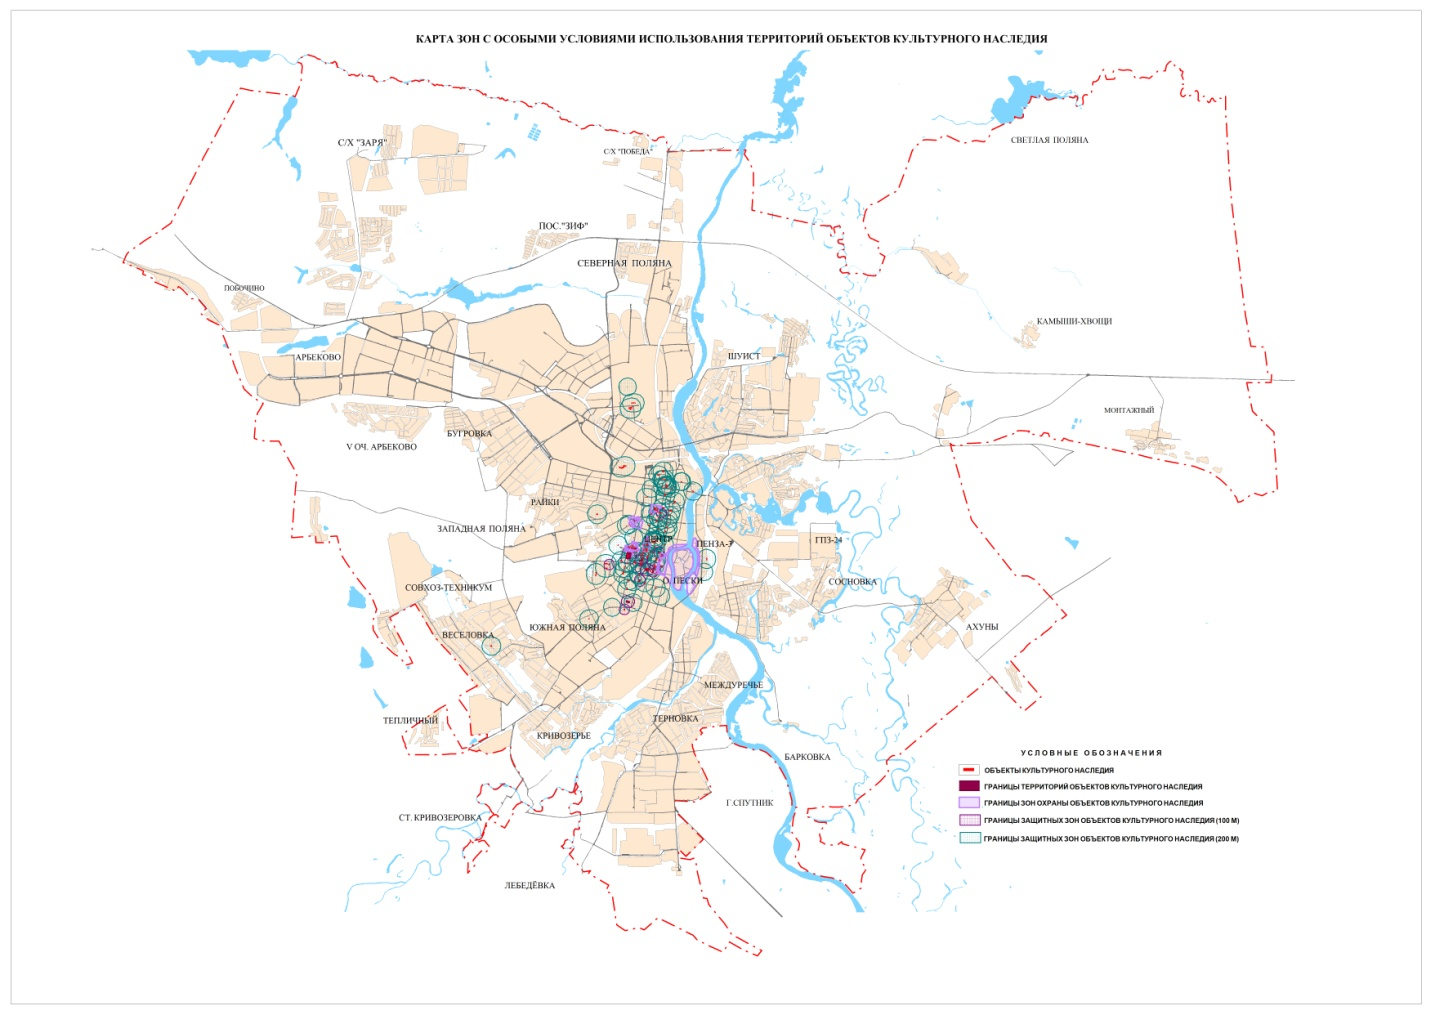 КАРТА ЗОН С ОСОБЫМИ УСЛОВИЯМИ ИСПОЛЬЗОВАНИЯ ТЕРРИТОРИЙ ОБЪЕКТОВ КУЛЬТУРНОГО НАСЛЕДИЯ
С/Х "ЗАРЯ"
С/Х "ПОБЕДА"
СВЕТЛАЯ ПОЛЯНА
ПОС."ЗИФ"
СЕВЕРНАЯ ПОЛЯНА
ПОБОЧИНО
КАМЫШИ-ХВОЩИ
АРБЕКОВО
ШУИСТ
МОНТАЖНЫЙ
БУГРОВКА
V ОЧ. АРБЕКОВО
РАЙКИ
ЗАПАДНАЯ ПОЛЯНА
ЦЕНТР
ПЕНЗА-3
ГПЗ-24
О. ПЕСКИ
СОСНОВКА
СОВХОЗ-ТЕХНИКУМ
ЮЖНАЯ ПОЛЯНА
АХУНЫ
ВЕСЕЛОВКА
МЕЖДУРЕЧЬЕ
ТЕПЛИЧНЫЙ
ТЕРНОВКА
КРИВОЗЕРЬЕ
БАРКОВКА
Г.СПУТНИК
СТ. КРИВОЗЕРОВКА
ЛЕБЕДЁВКА
УСЛОВНЫЕ ОБОЗНАЧЕНИЯ
ОБЪЕКТЫ КУЛЬТУРНОГО НАСЛЕДИЯ
ГРАНИЦЫ ТЕРРИТОРИЙ ОБЪЕКТОВ КУЛЬТУРНОГО НАСЛЕДИЯ
ГРАНИЦЫ ЗОН ОХРАНЫ ОБЪЕКТОВ КУЛЬТУРНОГО НАСЛЕДИЯ
ГРАНИЦЫ ЗАЩИТНЫХ ЗОН ОБЪЕКТОВ КУЛЬТУРНОГО НАСЛЕДИЯ (100 М)
ГРАНИЦЫ ЗАЩИТНЫХ ЗОН ОБЪЕКТОВ КУЛЬТУРНОГО НАСЛЕДИЯ (200 М)